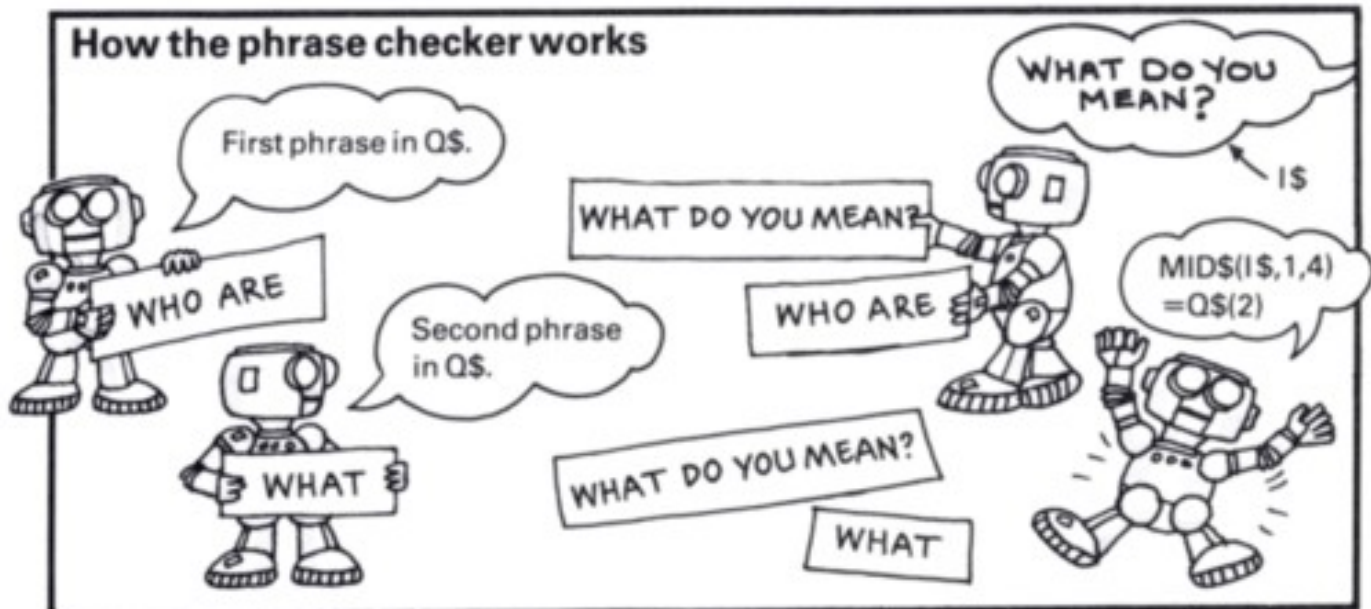 How the phrase checker works
First phrase in Q$.
WHO ARE
Second phrase
in Q$.
WHAT
WHAT DO YOU
MEAN?
I$
WHAT DO YOU MEAN?
WHO ARE
MID$(I$,1,4)
=Q$(2)
WHAT DO YOU MEAN?
WHAT